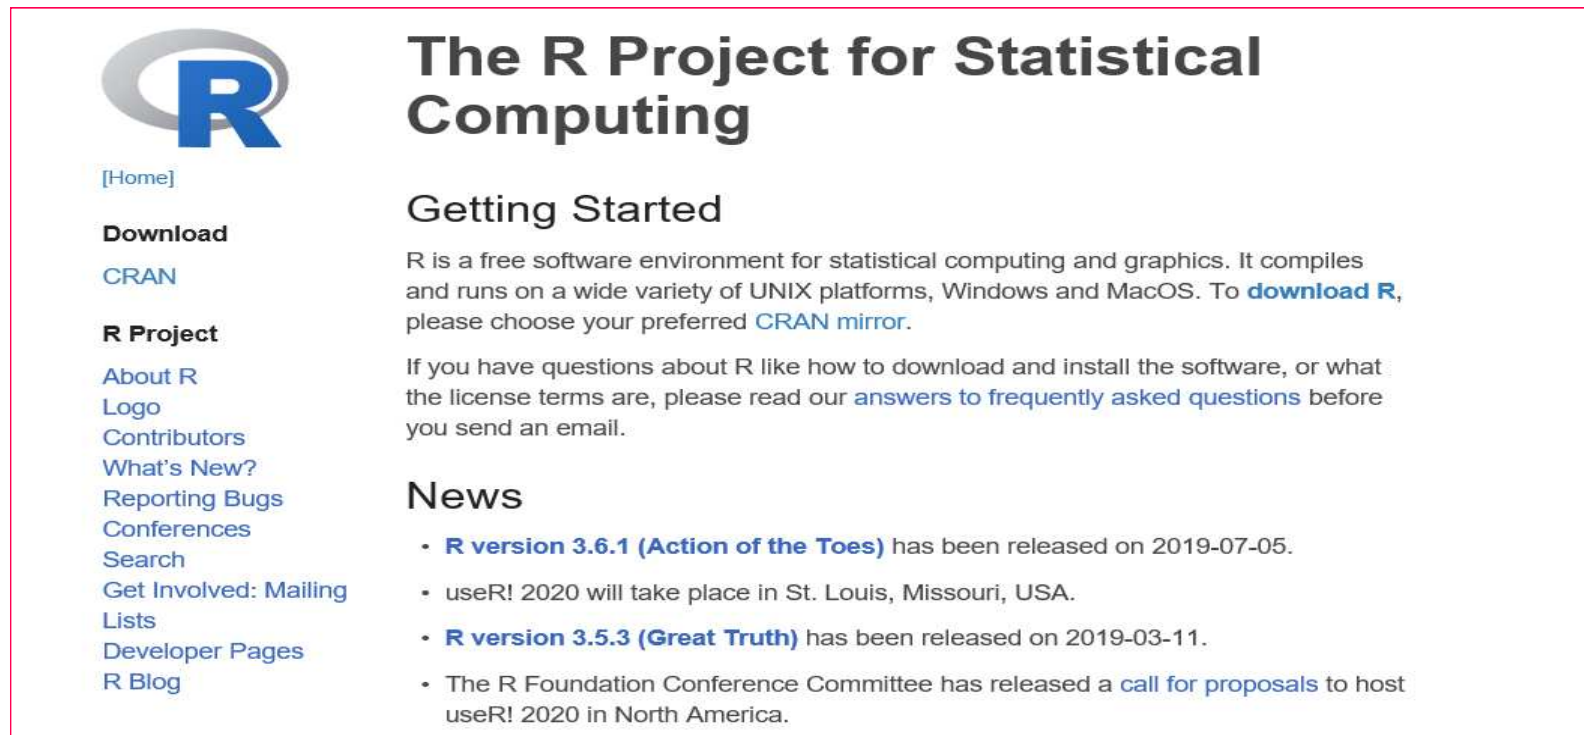 R
[Home]
Download
CRAN
R Project
About R
Logo
Contributors
What's New?
Reporting Bugs
Conferences
Search
Get Involved: Mailing
Lists
Developer Pages
R Blog
The R Project for Statistical
Computing
Getting Started
R is a free software environment for statistical computing and graphics. It compiles
and runs on a wide variety of UNIX platforms, Windows and MacOS. To download R,
please choose your preferred CRAN mirror.
If you have questions about R like how to download and install the software, or what
the license terms are, please read our answers to frequently asked questions before
you send an email.
News
• R version 3.6.1 (Action of the Toes) has been released on 2019-07-05.
• useR! 2020 will take place in St. Louis, Missouri, USA.
• R version 3.5.3 (Great Truth) has been released on 2019-03-11.
• The R Foundation Conference Committee has released a call for proposals to host
useR! 2020 in North America.